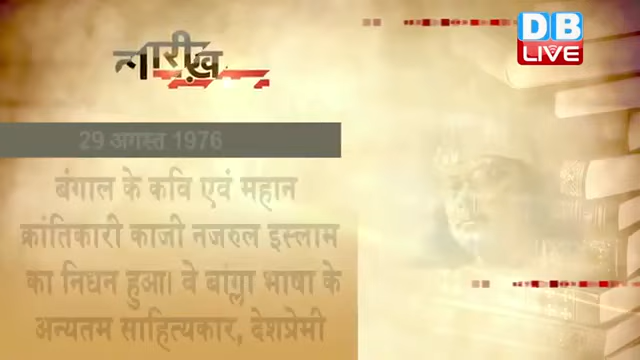 तारीख़
DB
LIVE
29 अगस्त 1976
बंगाल के कवि एवं महान
क्रांतिकारी काजी नजरुल इस्लाम
का निधन हुआ। वे बांग्ला भाषा के
अन्यतम साहित्यकार, देशप्रेमी